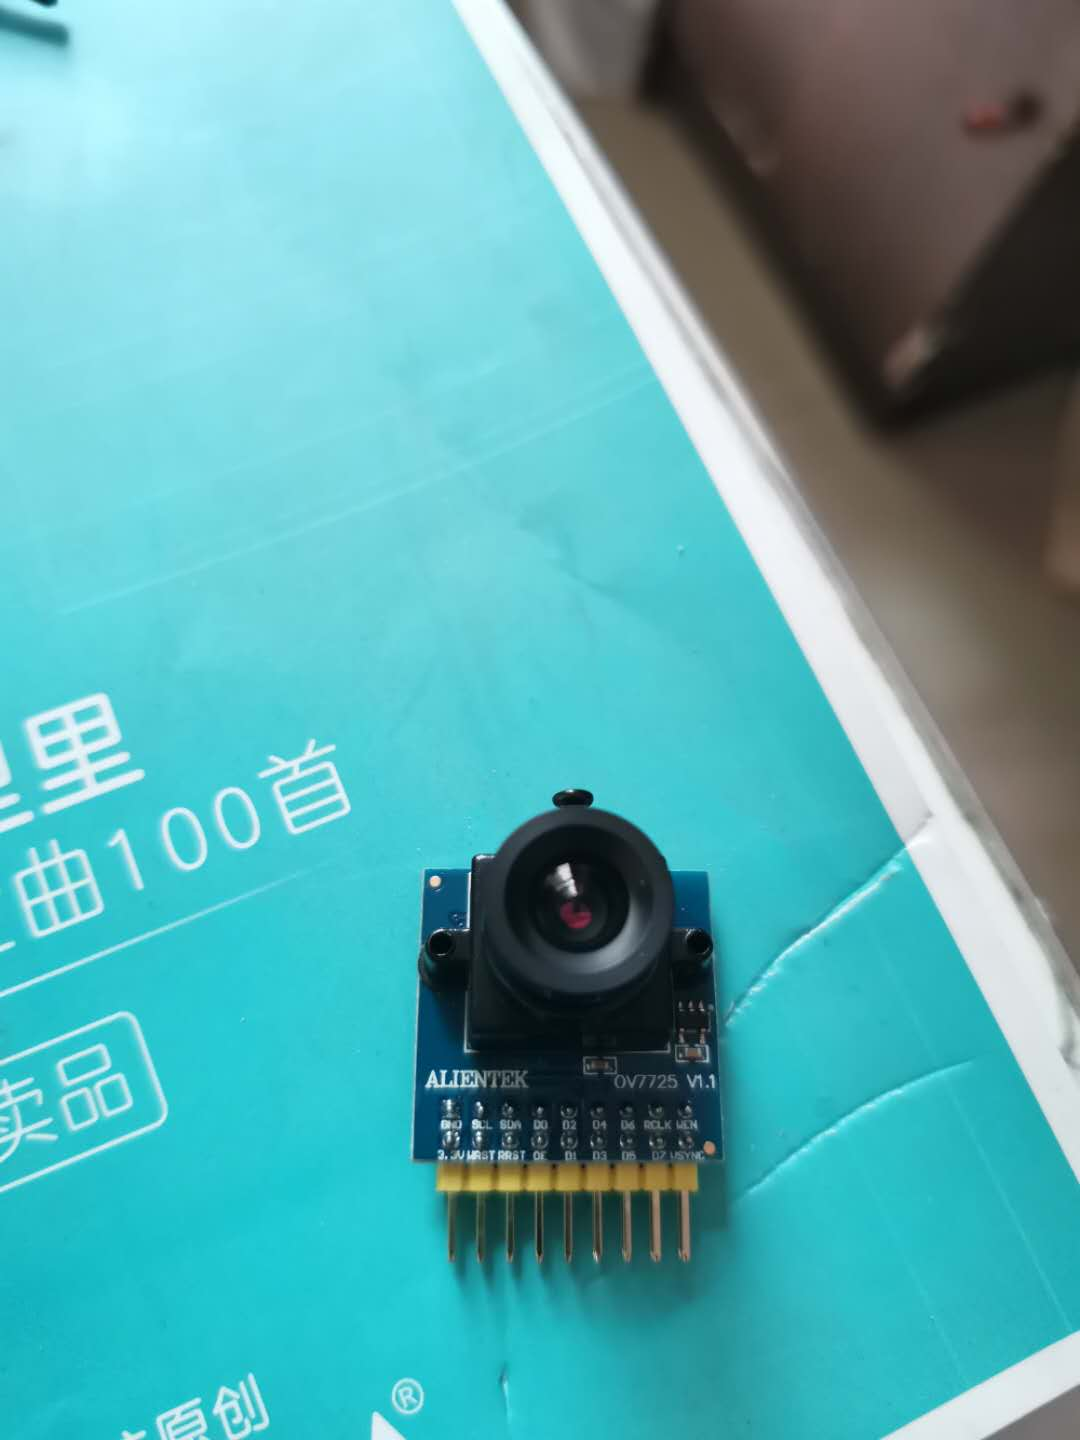 里
曲100首
卖品
原创
®
ALIENTEK
OV7725 V1.1
GND SCL SDA D0 D2 D4 D6 RCLK WEN
3.3V WRST RRST OE D1 D3 D5 D7 VSYNC